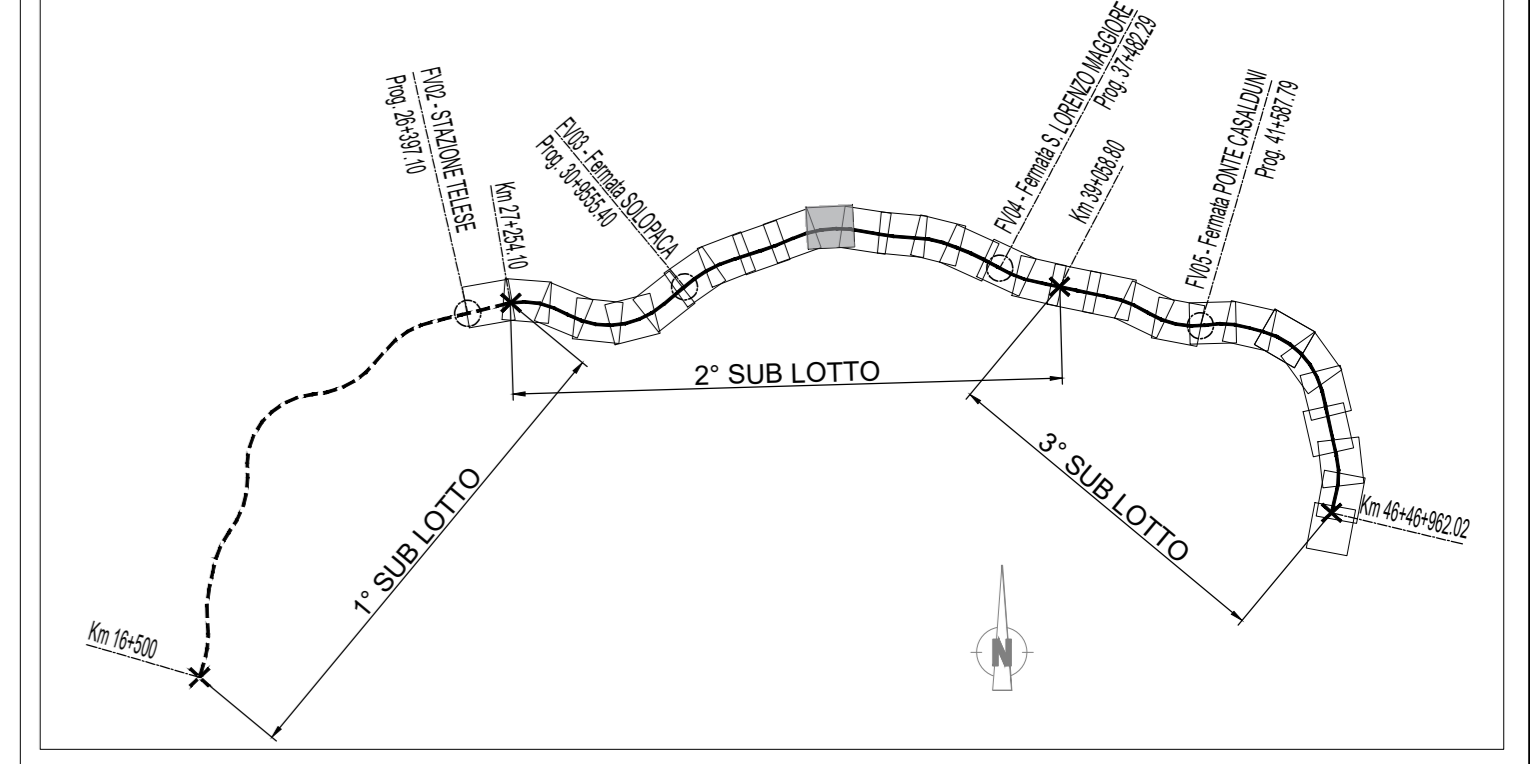 FV02 - STAZIONE TELESE
Prog. 26+397.10
Km 27+254.10
FV03 - Fermata SOLOPACA
Prog. 30+9555.40
FV04 - Fermata S. LORENZO MAGGIORE
Prog. 37+482.29
Km 39+058.80
FV05 - Fermata PONTE CASALDUNI
Prog. 41+587.79
2° SUB LOTTO
1° SUB LOTTO
3° SUB LOTTO
Km 46+46+962.02
Km 16+500
N